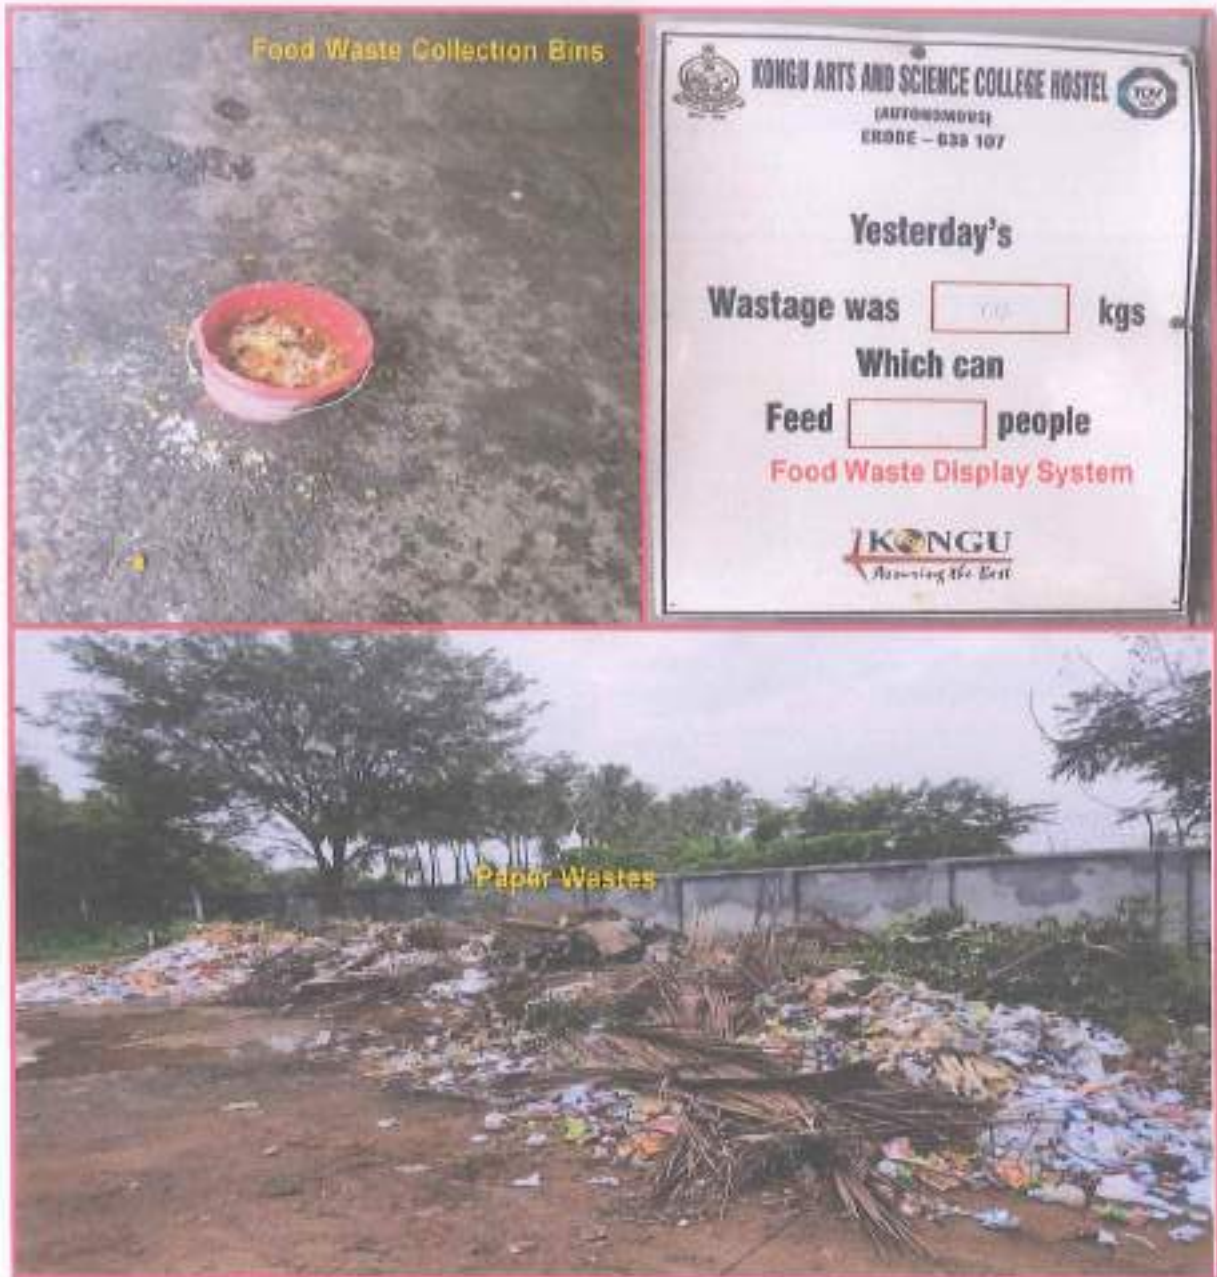 Food Waste Collection Bins
KONGU ARTS AND SCIENCE COLLEGE HOSTEL
(AUTONOMOUS)
ERODE – 638 107
TÜV
Yesterday's
Wastage was kgs
Which can
Feed people
Food Waste Display System
KONGU
Assuring the Best
Paper Wastes